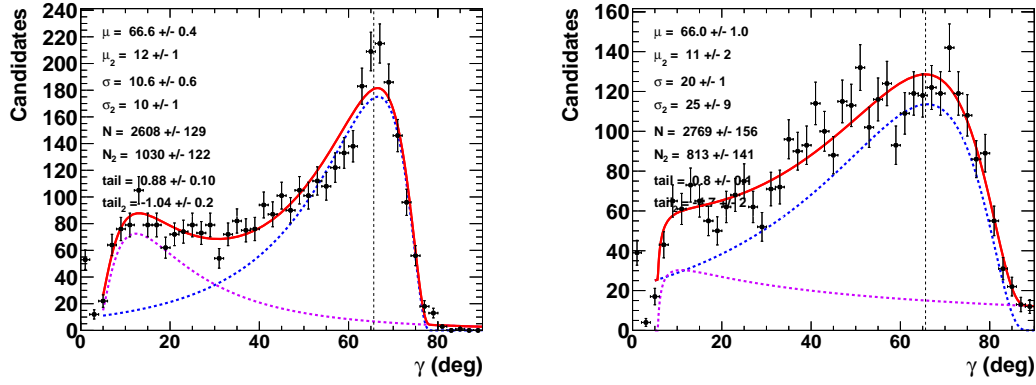 Candidates
240
220
200
180
160
140
120
100
80
60
40
20
0
μ = 66.6 +/- 0.4
μ₂ = 12 +/- 1
σ = 10.6 +/- 0.6
σ₂ = 10 +/- 1
N = 2608 +/- 129
N₂ = 1030 +/- 122
tail = 0.88 +/- 0.10
tail₂ = -1.04 +/- 0.2
0 20 40 60 80
γ (deg)
Candidates
160
140
120
100
80
60
40
20
0
μ = 66.0 +/- 1.0
μ₂ = 11 +/- 2
σ = 20 +/- 1
σ₂ = 25 +/- 9
N = 2769 +/- 156
N₂ = 813 +/- 141
tail = +/-
tail₂ = +/-
0 20 40 60 80
γ (deg)